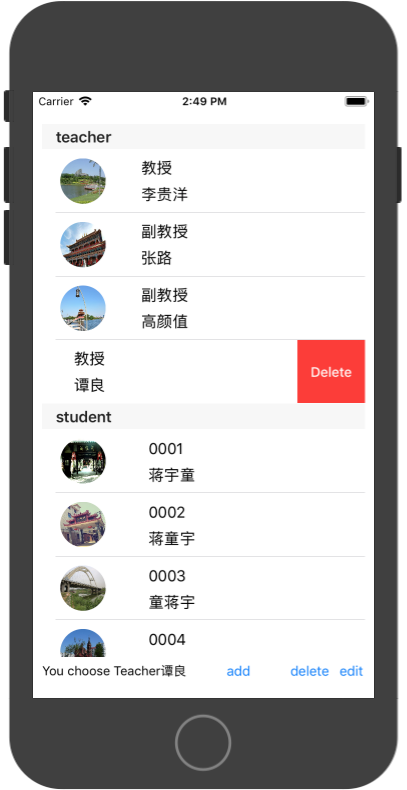 Carrier 2:49 PM
teacher
教授
李贵洋
副教授
张路
副教授
高颜值
教授
谭良
Delete
student
0001
蒋宇童
0002
蒋童宇
0003
童蒋宇
0004
You choose Teacher谭良 add delete edit